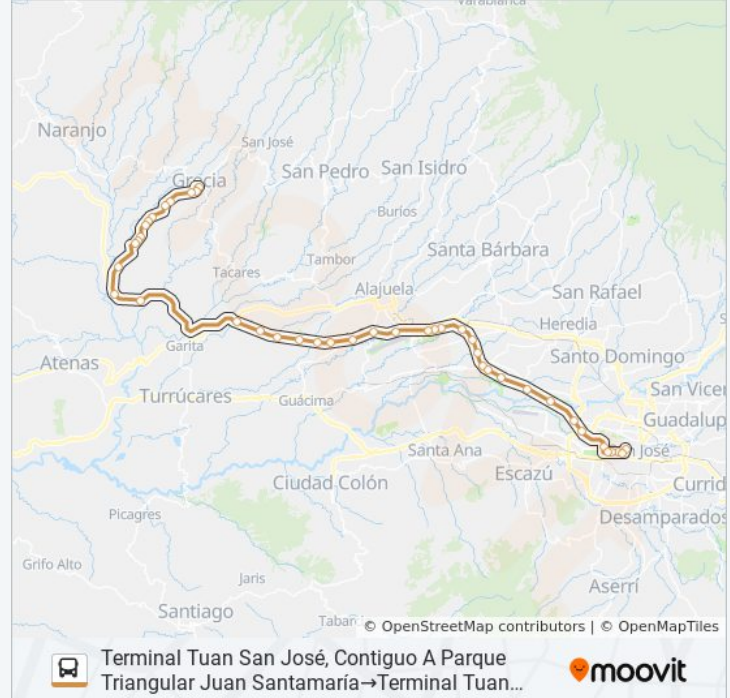 Varablanca
Naranjo
San José
San Pedro
San Isidro
Grecia
Burios
Santa Bárbara
Tambor
Tacares
Alajuela
San Rafael
Heredia
Garita
Santo Domingo
Atenas
Turrúcares
Guácima
San Vicen
Guadalup
Santa Ana
José
Escazú
Ciudad Colón
Currid
Picagres
Desamparados
Grifo Alto
Jaris
Aserrí
Santiago
Tabar
© OpenStreetMap contributors | © OpenMapTiles
Terminal Tuan San José, Contiguo A Parque
Triangular Juan Santamaría→Terminal Tuan...
moovit